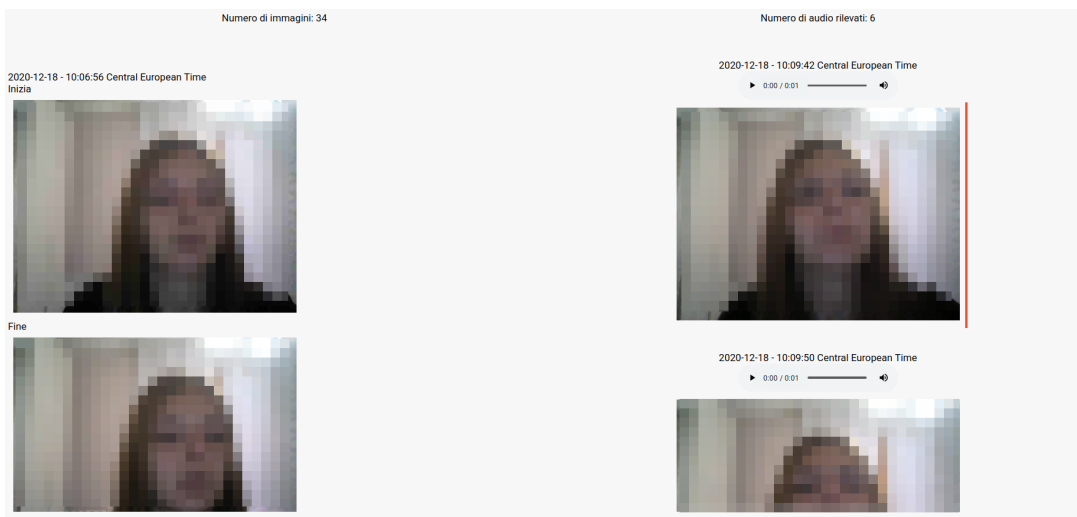 Numero di immagini: 34
2020-12-18 - 10:06:56 Central European Time
Inizia
Fine
Numero di audio rilevati: 6
2020-12-18 - 10:09:42 Central European Time
0:00 / 0:01
2020-12-18 - 10:09:50 Central European Time
0:00 / 0:01